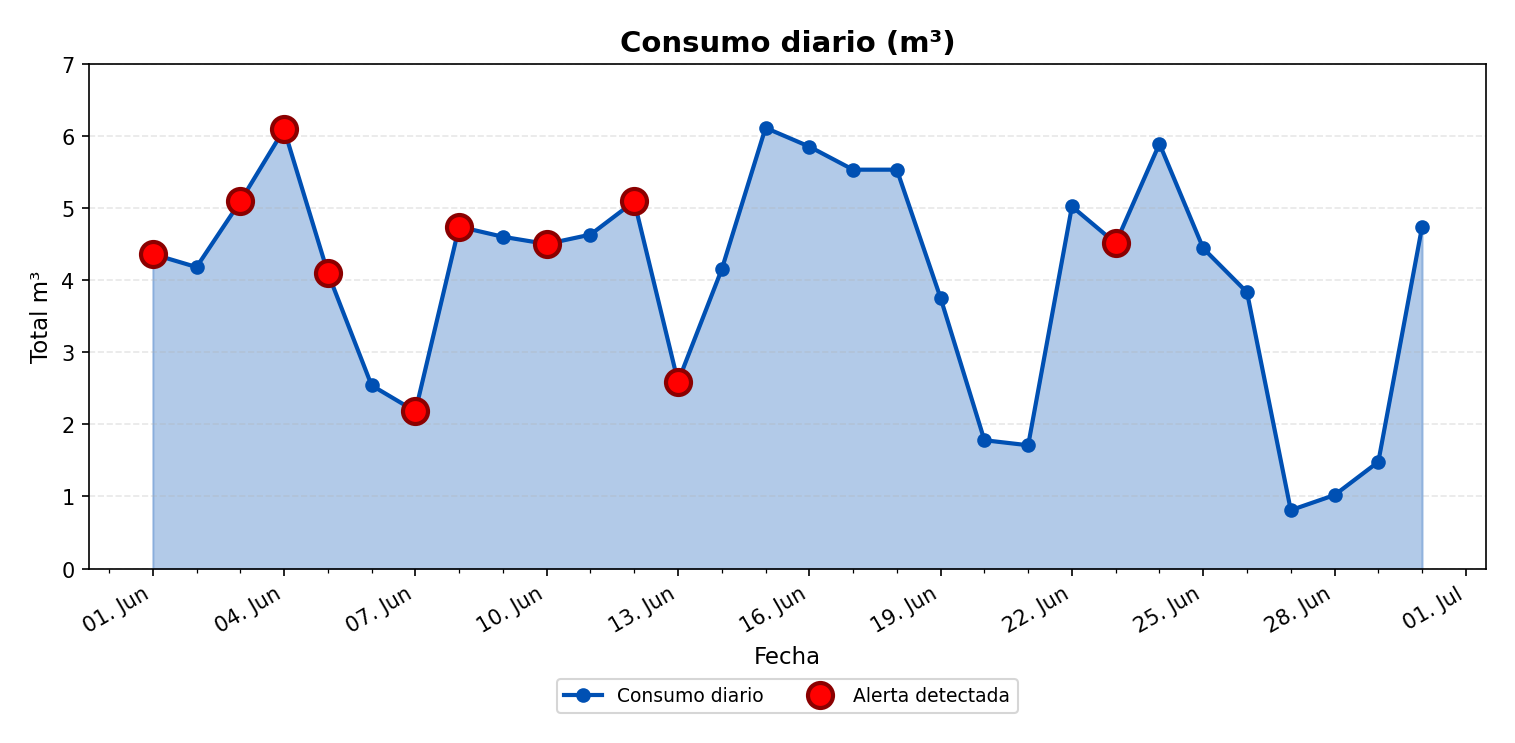 Consumo diario (m³)
Total m³
7
6
5
4
3
2
1
0
01. Jun
04. Jun
07. Jun
10. Jun
13. Jun
16. Jun
19. Jun
22. Jun
25. Jun
28. Jun
01. Jul
Fecha
Consumo diario
Alerta detectada